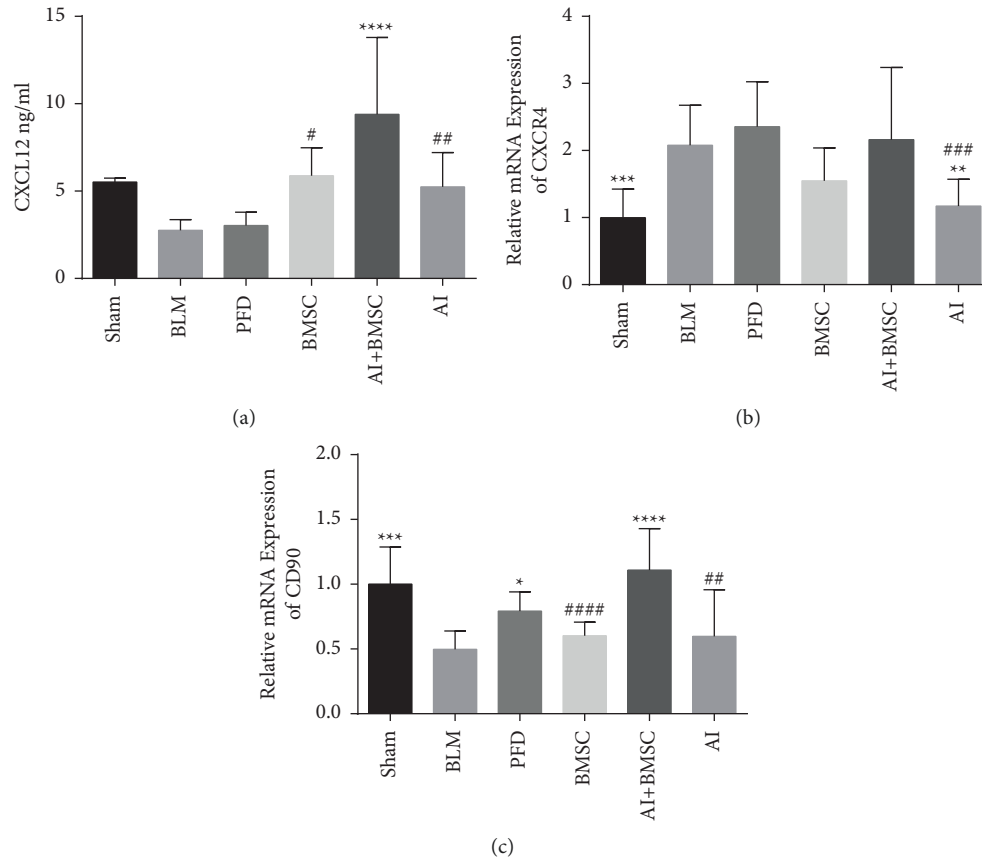 15
10
5
0
CXCL12 ng/ml
****
#
##
Sham
BLM
PFD
BMSC
AI+BMSC
AI
(a)
4
3
2
1
0
Relative mRNA Expression
of CXCR4
***
###
**
Sham
BLM
PFD
BMSC
AI+BMSC
AI
(b)
2.0
1.5
1.0
0.5
0.0
Relative mRNA Expression
of CD90
***
*
####
****
##
Sham
BLM
PFD
BMSC
AI+BMSC
AI
(c)